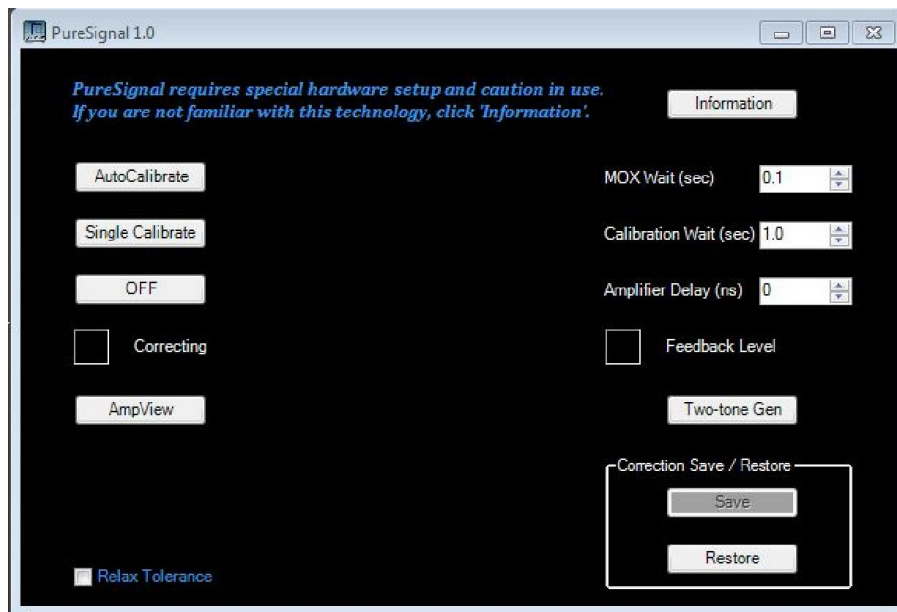 PureSignal 1.0
PureSignal requires special hardware setup and caution in use.
If you are not familiar with this technology, click 'Information'.
Information
AutoCalibrate
MOX Wait (sec) 0.1
Single Calibrate
Calibration Wait (sec) 1.0
OFF
Amplifier Delay (ns) 0
Correcting
Feedback Level
AmpView
Two-tone Gen
Correction Save / Restore
Save
Restore
Relax Tolerance